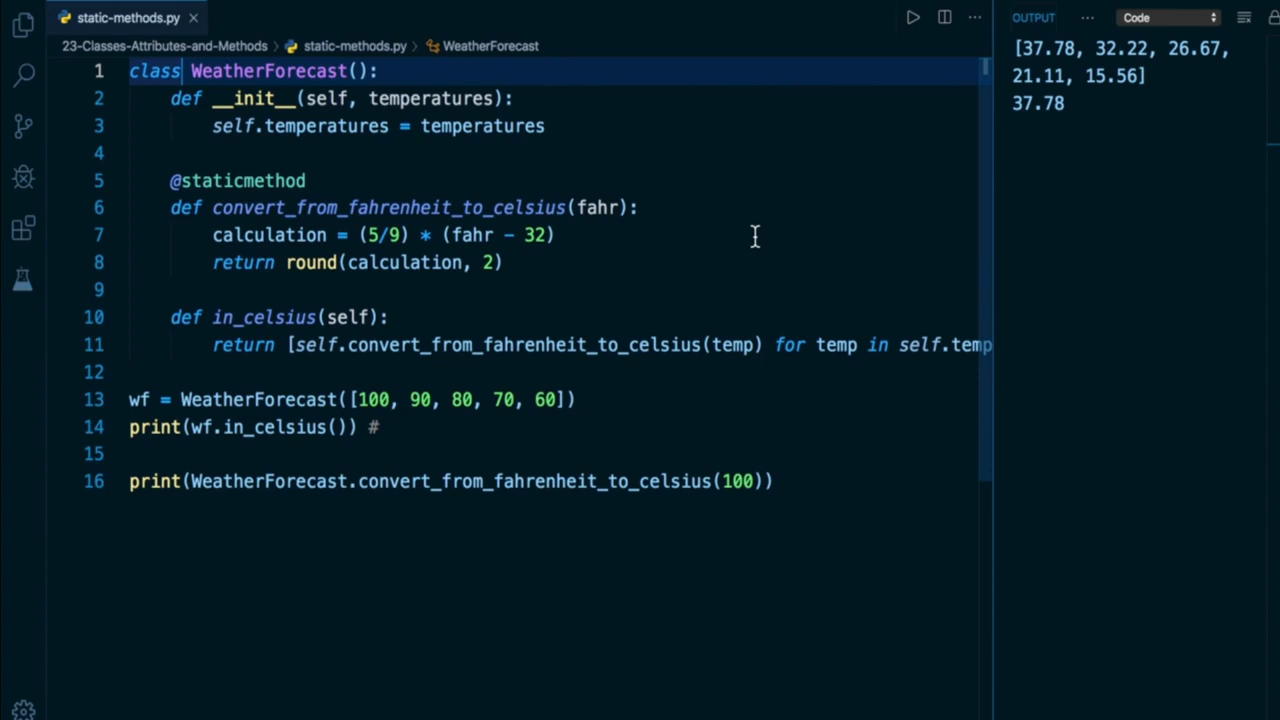 static-methods.py
OUTPUT
Code
23-Classes-Attributes-and-Methods > static-methods.py > WeatherForecast
1 class WeatherForecast():
2     def __init__(self, temperatures):
3         self.temperatures = temperatures
4
5     @staticmethod
6     def convert_from_fahrenheit_to_celsius(fahr):
7         calculation = (5/9) * (fahr - 32)
8         return round(calculation, 2)
9
10     def in_celsius(self):
11         return [self.convert_from_fahrenheit_to_celsius(temp) for temp in self.temp
12
13 wf = WeatherForecast([100, 90, 80, 70, 60])
14 print(wf.in_celsius()) #
15
16 print(WeatherForecast.convert_from_fahrenheit_to_celsius(100))
[37.78, 32.22, 26.67,
21.11, 15.56]
37.78